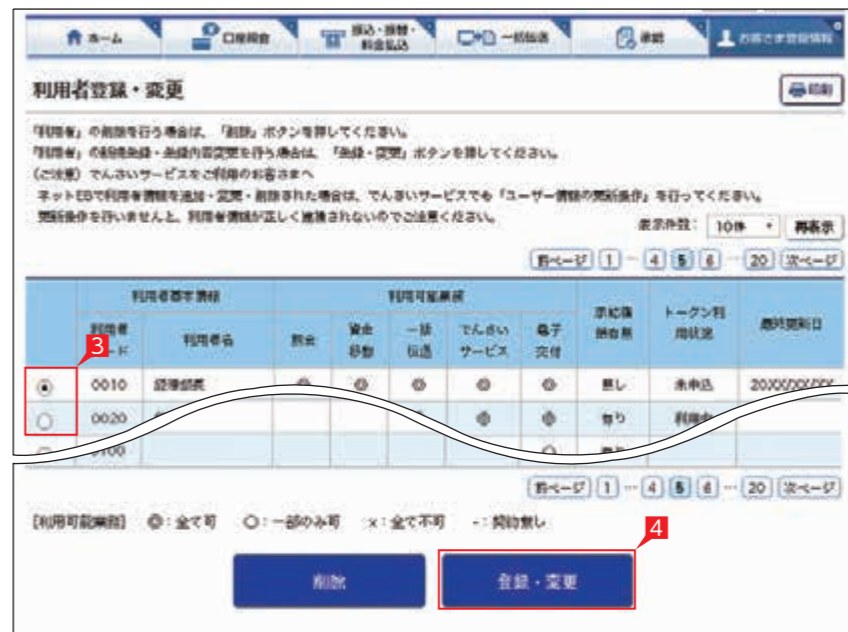 ホーム 口座照会 振込・振替・料金払込 一括伝送 承認 お客さま登録情報
利用者登録・変更 印刷
「利用者」の削除を行う場合は、「削除」ボタンを押してください。
「利用者」の新規登録・登録内容変更を行う場合は、「登録・変更」ボタンを押してください。
(ご注意) でんさいサービスをご利用のお客さまへ
ネットEBで利用者情報を追加・変更・削除された場合は、でんさいサービスでも「ユーザー情報の更新操作」を行ってください。
更新操作を行いませんと、利用者情報が正しく連携されないのでご注意ください。
表示件数: 10件 再表示
前ページ 1 … 4 5 6 … 20 次ページ
利用者基本情報 利用可能業務 承認権限有無 トークン利用状況 最終更新日
利用者 ード 利用者名 照会 資金移動 一括伝送 でんさいサービス 電子交付
3
0010 経理部長 ◎ ◎ ◎ ◎ ◎ 無し 未申込 20XX/XX/XX
0020 ◎ ◎ 有り 利用中
0100
前ページ 1 … 4 5 6 … 20 次ページ
[利用可能業務] ◎:全て可 ○:一部のみ可 ×:全て不可 -:契約無し
4
削除 登録・変更